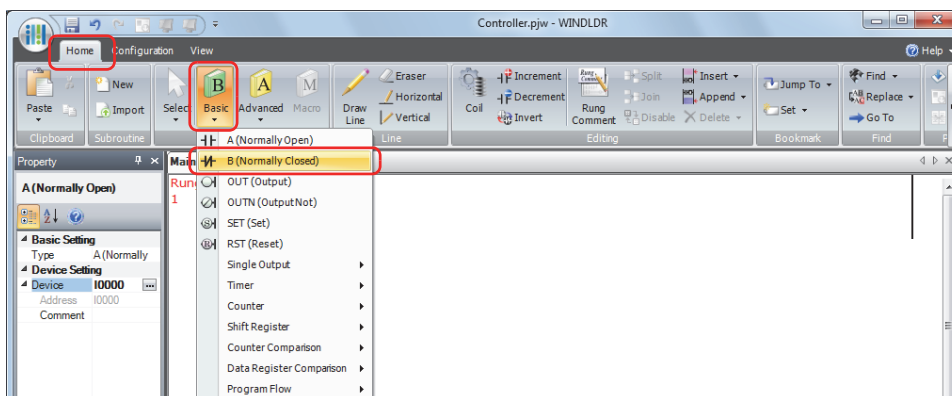 Controller.pjw - WINDLDR
Home Configuration View Help
Paste New Import Select Basic Advanced Macro Draw Line Eraser Horizontal Vertical Coil Increment Decrement Invert Rung Comment Split Join Disable Insert Append Delete Jump To Set Find Replace Go To
B A M
Clipboard Subroutine Line Editing Bookmark Find
Property Main
A (Normally Open)
B (Normally Closed)
OUT (Output)
OUTN (Output Not)
SET (Set)
RST (Reset)
Single Output
Timer
Counter
Shift Register
Counter Comparison
Data Register Comparison
Program Flow
A (Normally Open)
Basic Setting
Type A (Normally
Device Setting
Device I0000 ...
Address I0000
Comment
1